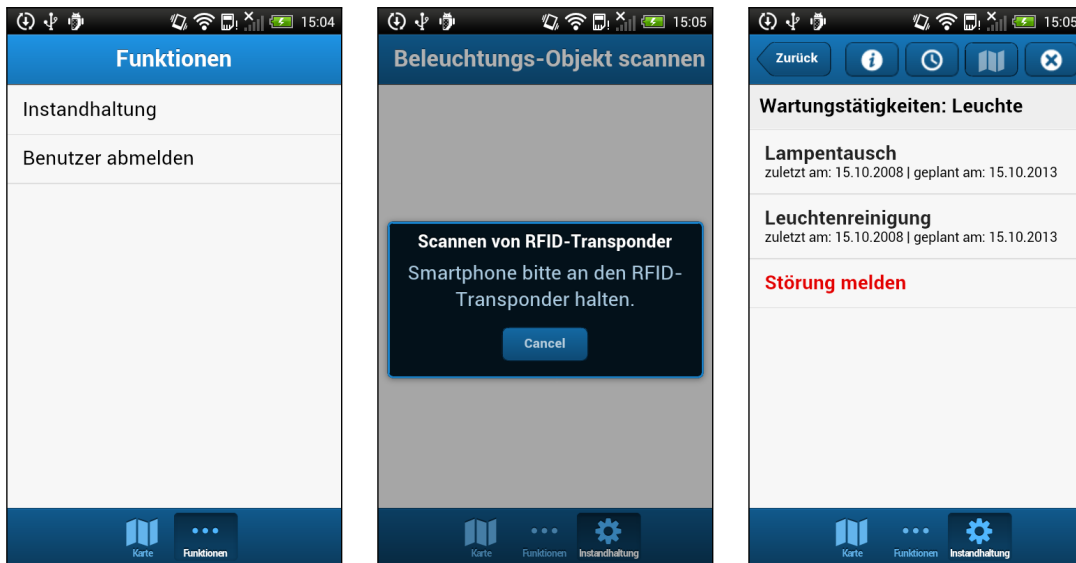 15:04
Funktionen
Instandhaltung
Benutzer abmelden
Karte
Funktionen
15:05
Beleuchtungs-Objekt scannen
Scannen von RFID-Transponder
Smartphone bitte an den RFID-
Transponder halten.
Cancel
Karte
Funktionen
Instandhaltung
15:05
Zurück
Wartungstätigkeiten: Leuchte
Lampentausch
zuletzt am: 15.10.2008 | geplant am: 15.10.2013
Leuchtenreinigung
zuletzt am: 15.10.2008 | geplant am: 15.10.2013
Störung melden
Karte
Funktionen
Instandhaltung